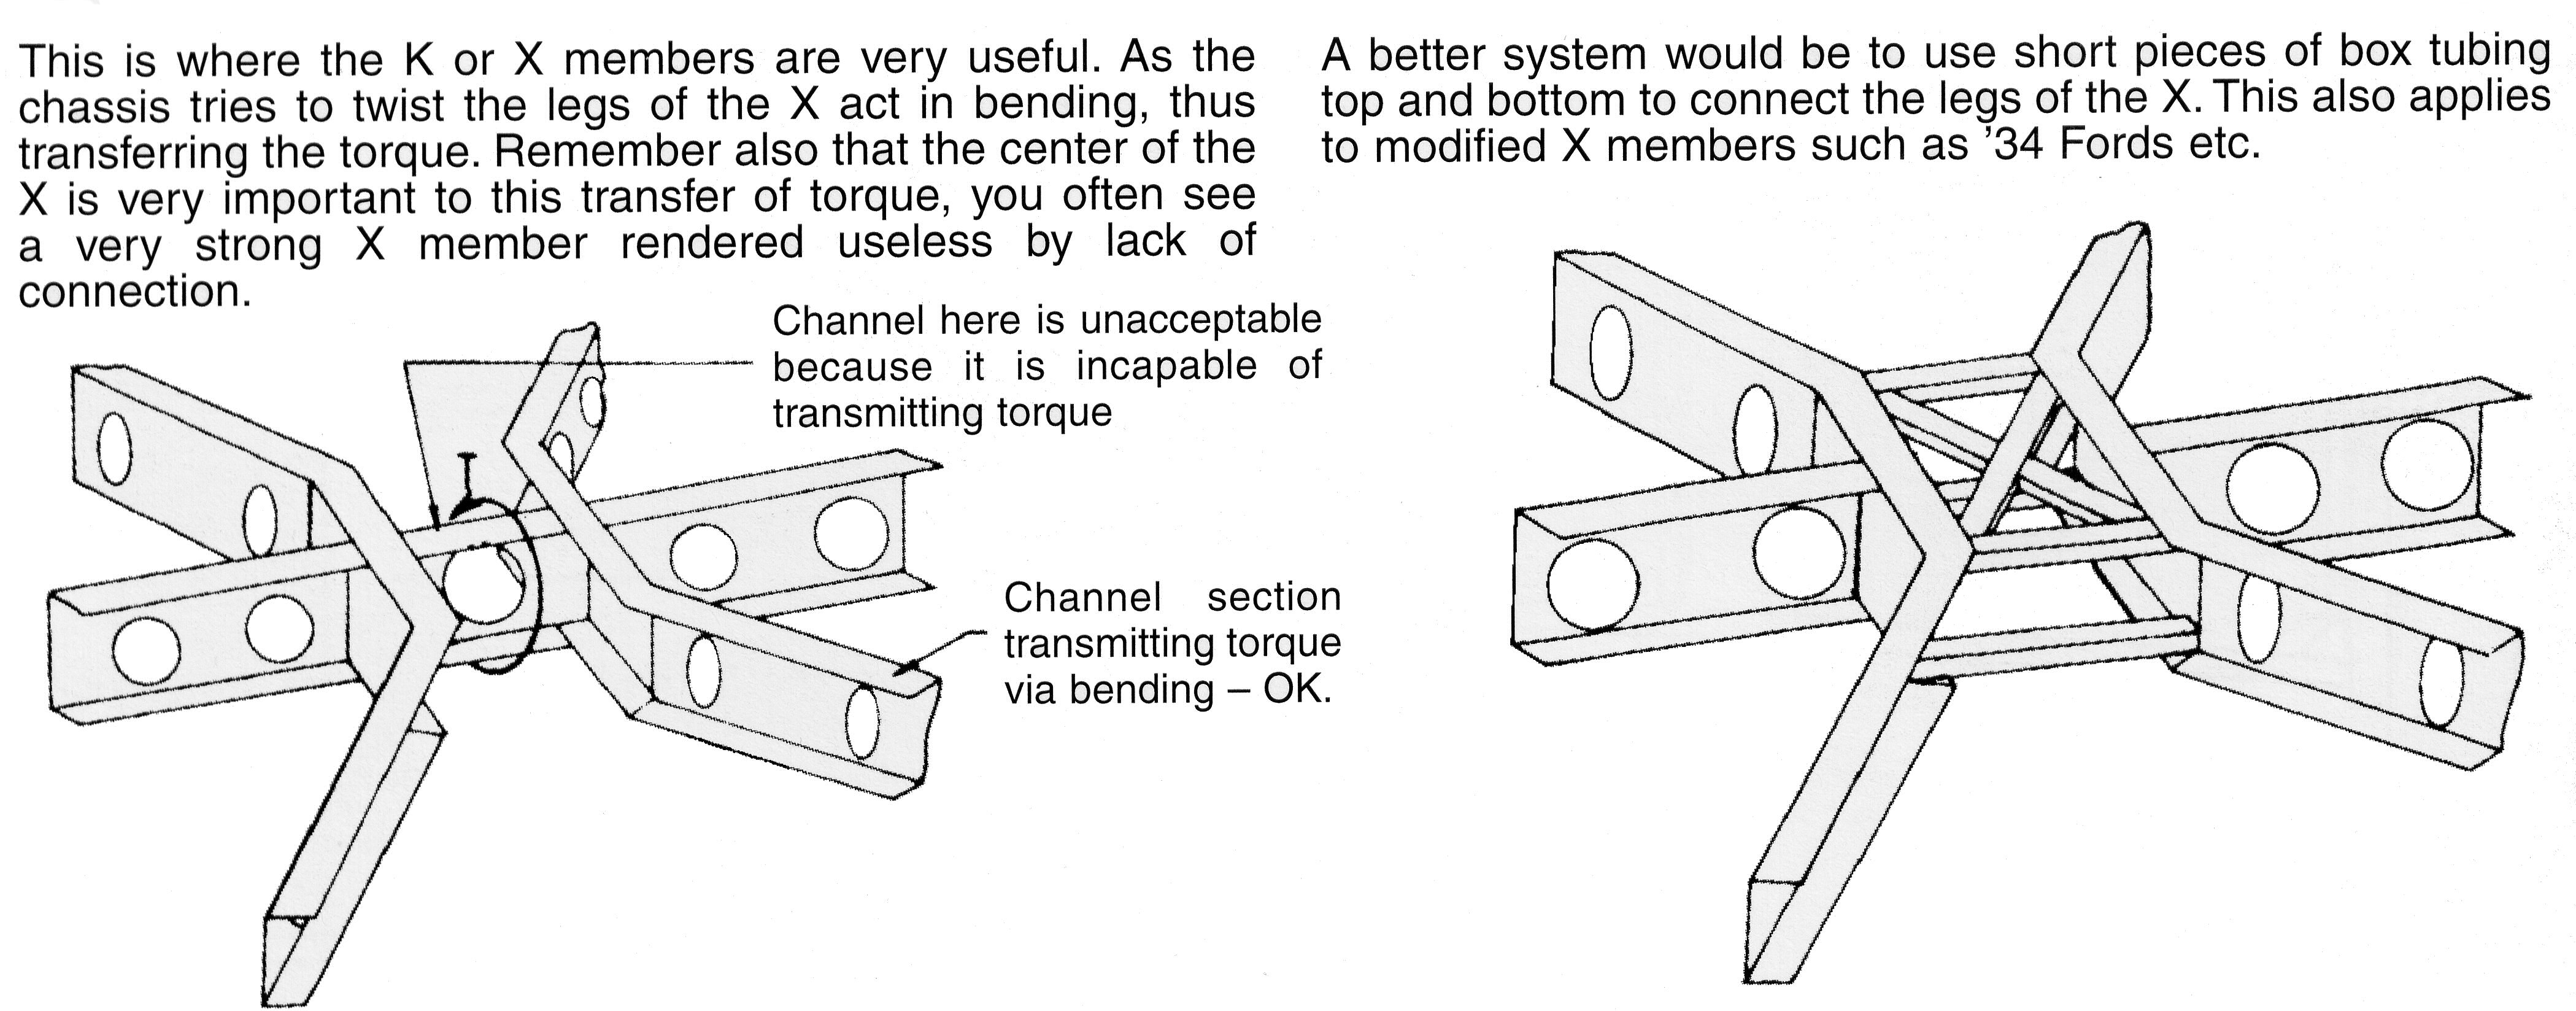 This is where the K or X members are very useful. As the
chassis tries to twist the legs of the X act in bending, thus
transferring the torque. Remember also that the center of the
X is very important to this transfer of torque, you often see
a very strong X member rendered useless by lack of
connection.
Channel here is unacceptable
because it is incapable of
transmitting torque
Channel section
transmitting torque
via bending – OK.
A better system would be to use short pieces of box tubing
top and bottom to connect the legs of the X. This also applies
to modified X members such as ’34 Fords etc.